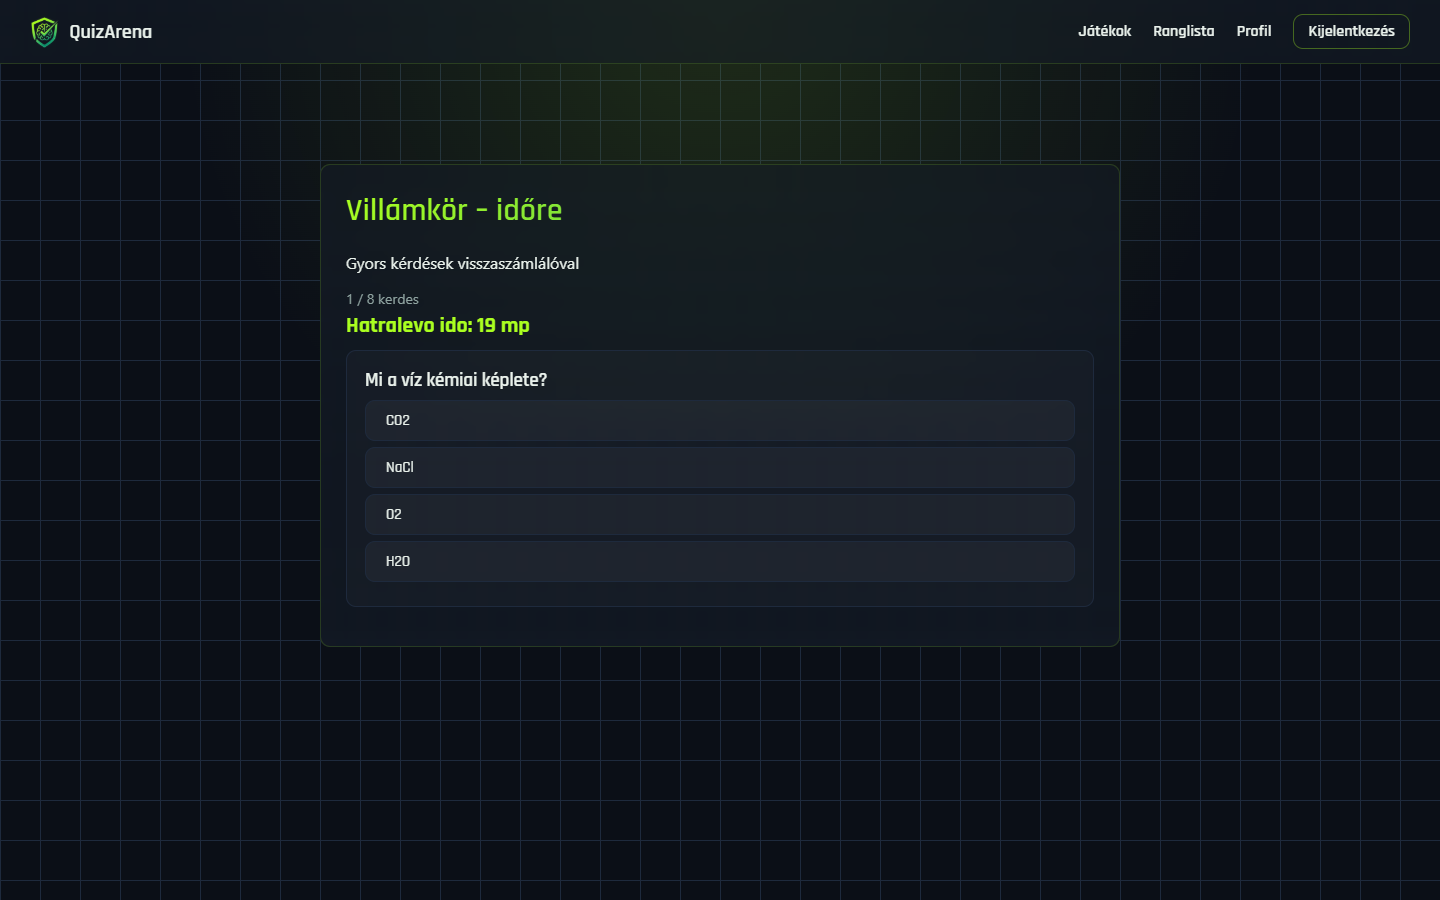 QuizArena
Játékok Ranglista Profil Kijelentkezés
Villámkör – időre
Gyors kérdések visszaszámlálóval
1 / 8 kerdes
Hatralevo ido: 19 mp
Mi a víz kémiai képlete?
CO2
NaCl
O2
H2O